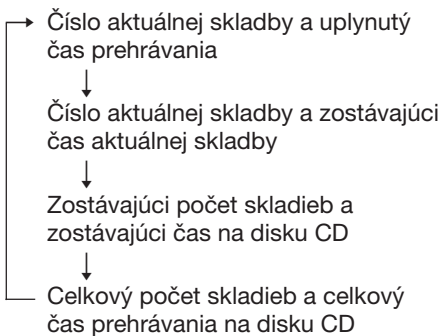 Číslo aktuálnej skladby a uplynutý
čas prehrávania
Číslo aktuálnej skladby a zostávajúci
čas aktuálnej skladby
Zostávajúci počet skladieb a
zostávajúci čas na disku CD
Celkový počet skladieb a celkový
čas prehrávania na disku CD